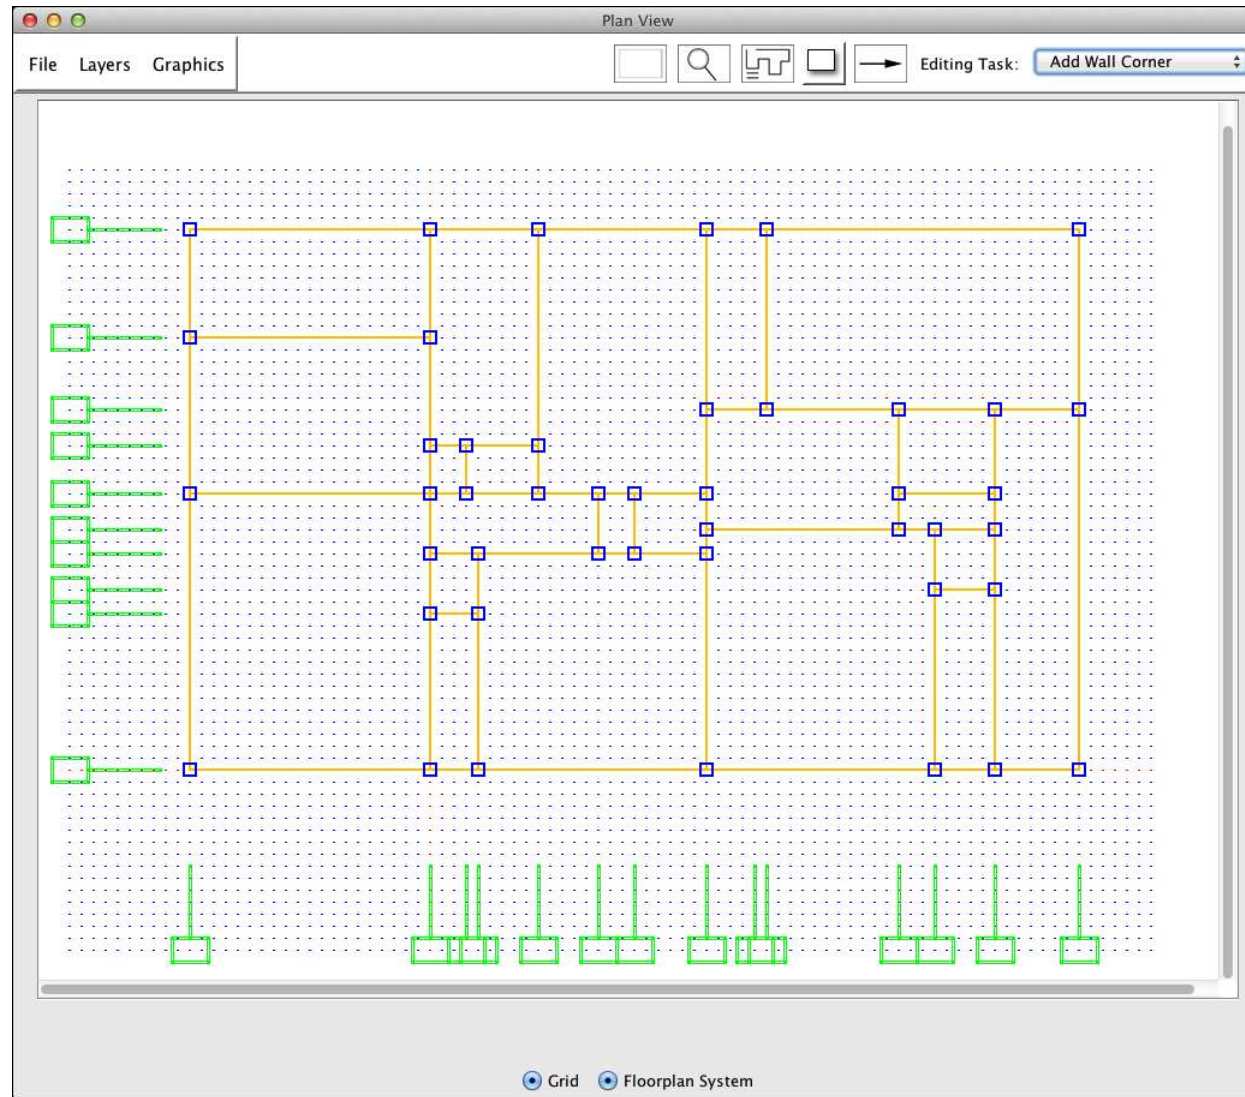 Plan View
File Layers Graphics Editing Task: Add Wall Corner
Grid Floorplan System